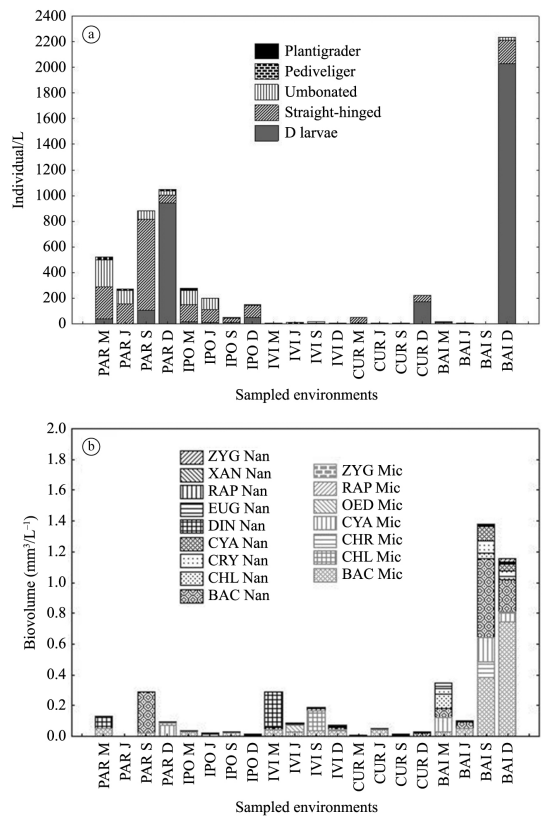 a
2400
2200
2000
1800
1600
1400
1200
1000
800
600
400
200
0
Individual/L
Plantigrader
Pediveliger
Umbonated
Straight-hinged
D larvae
PAR M
PAR J
PAR S
PAR D
IPO M
IPO J
IPO S
IPO D
IVI M
IVI J
IVI S
IVI D
CUR M
CUR J
CUR S
CUR D
BAI M
BAI J
BAI S
BAI D
Sampled environments
b
2.0
1.8
1.6
1.4
1.2
1.0
0.8
0.6
0.4
0.2
0.0
Biovolume (mm³/L⁻¹)
ZYG Nan
XAN Nan
RAP Nan
EUG Nan
DIN Nan
CYA Nan
CRY Nan
CHL Nan
BAC Nan
ZYG Mic
RAP Mic
OED Mic
CYA Mic
CHR Mic
CHL Mic
BAC Mic
PAR M
PAR J
PAR S
PAR D
IPO M
IPO J
IPO S
IPO D
IVI M
IVI J
IVI S
IVI D
CUR M
CUR J
CUR S
CUR D
BAI M
BAI J
BAI S
BAI D
Sampled environments